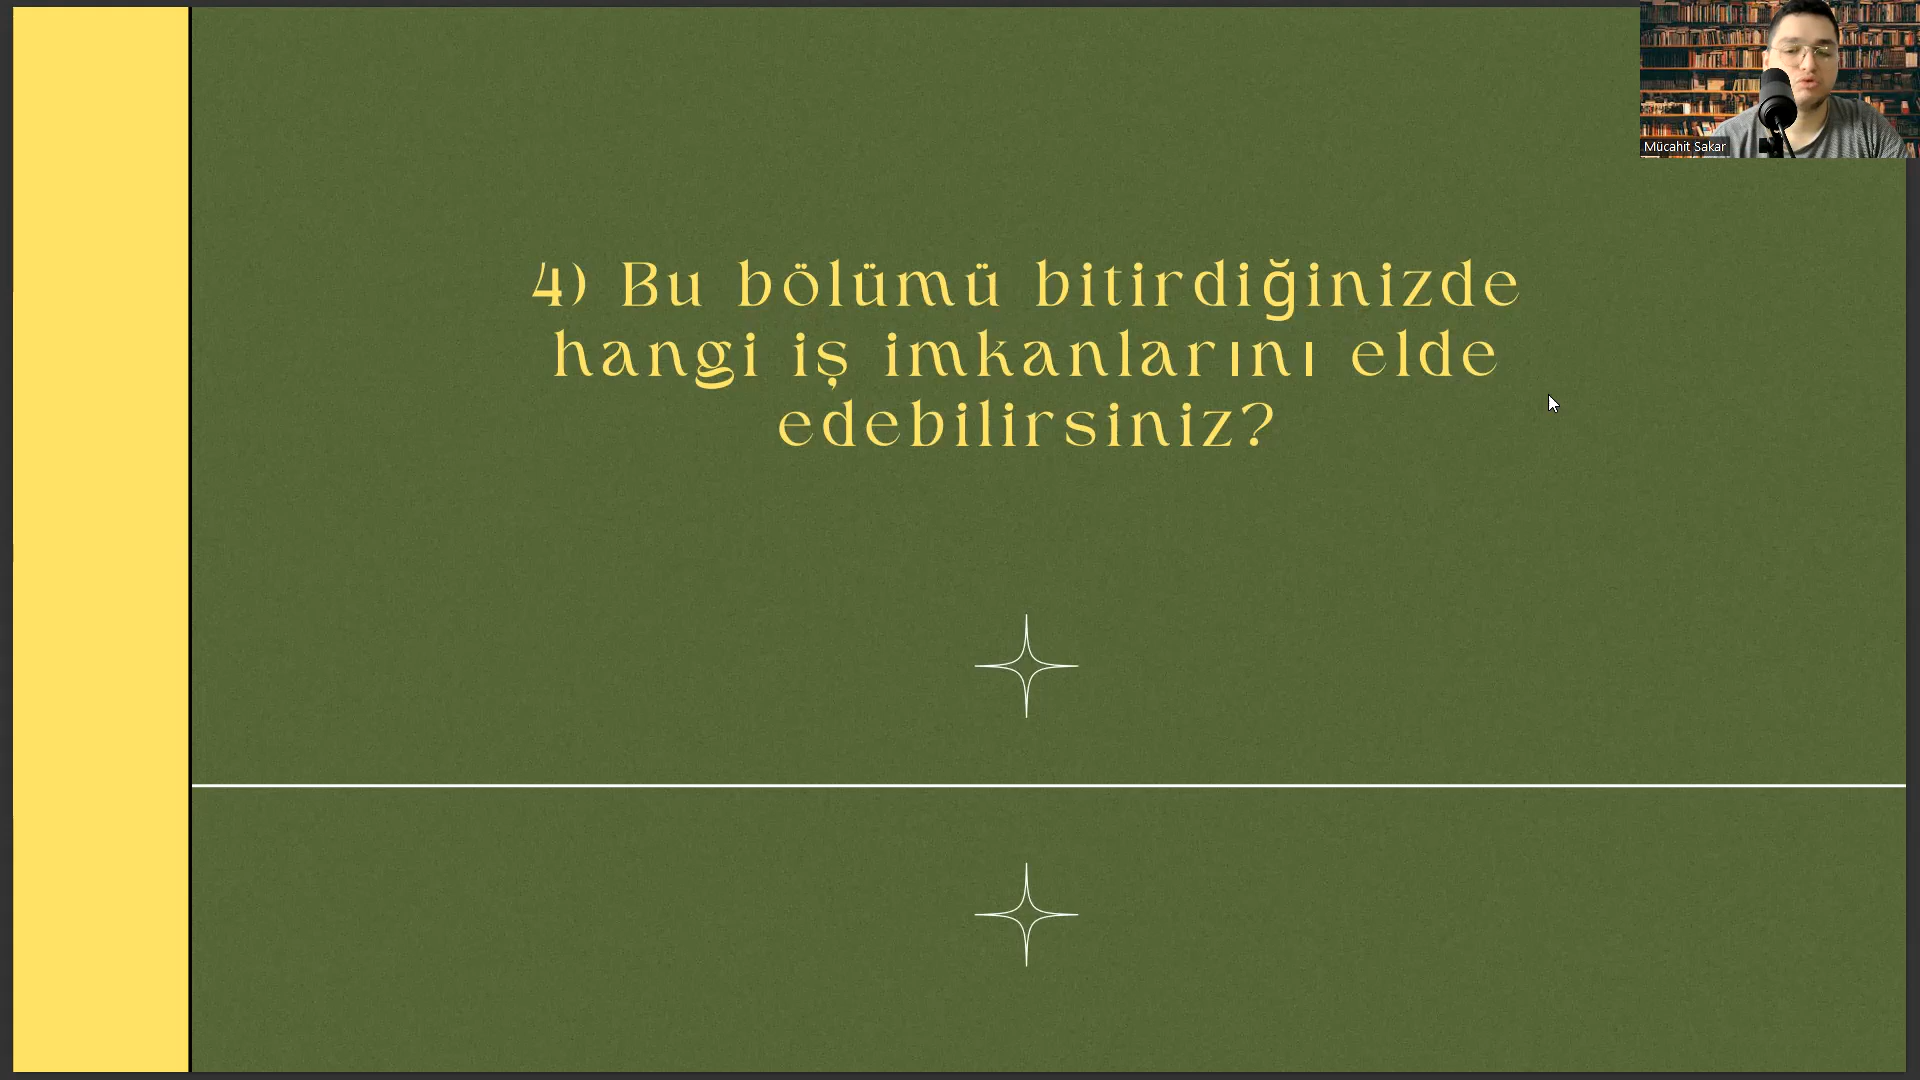 4) Bu bölümü bitirdiğinizde
hangi iş imkanlarını elde
edebilirsiniz?
Mücahit Sakar